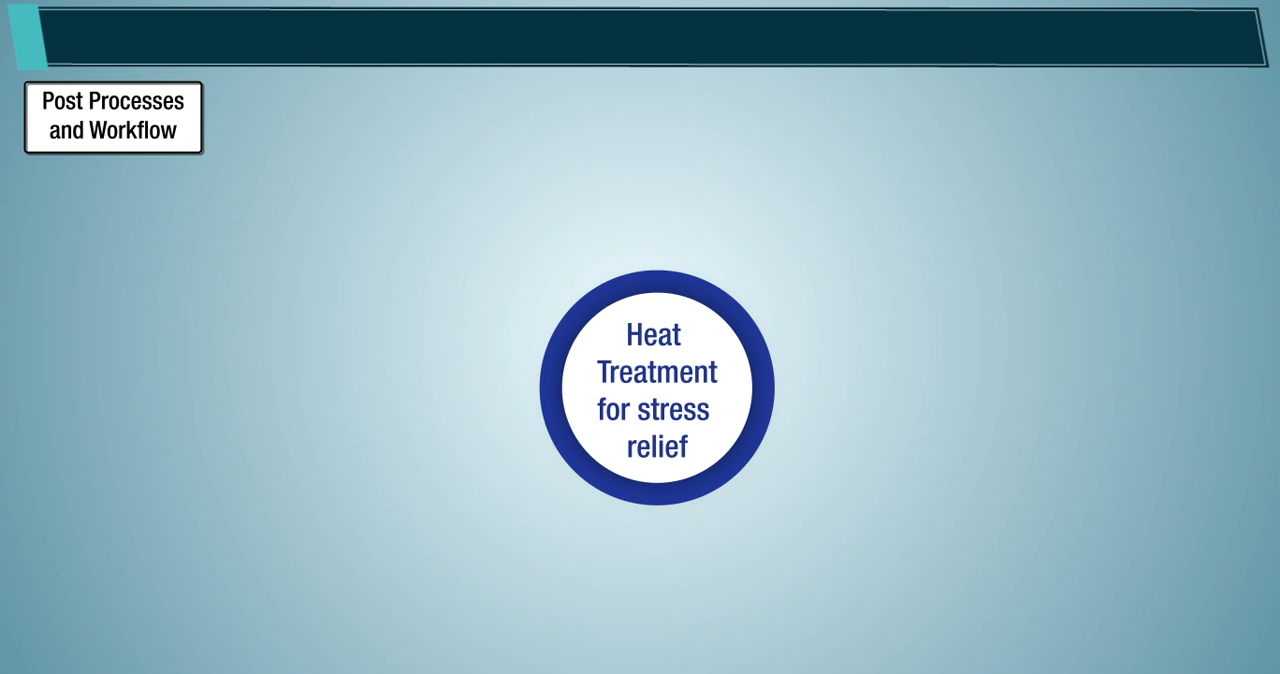 Post Processes
and Workflow
Heat
Treatment
for stress
relief